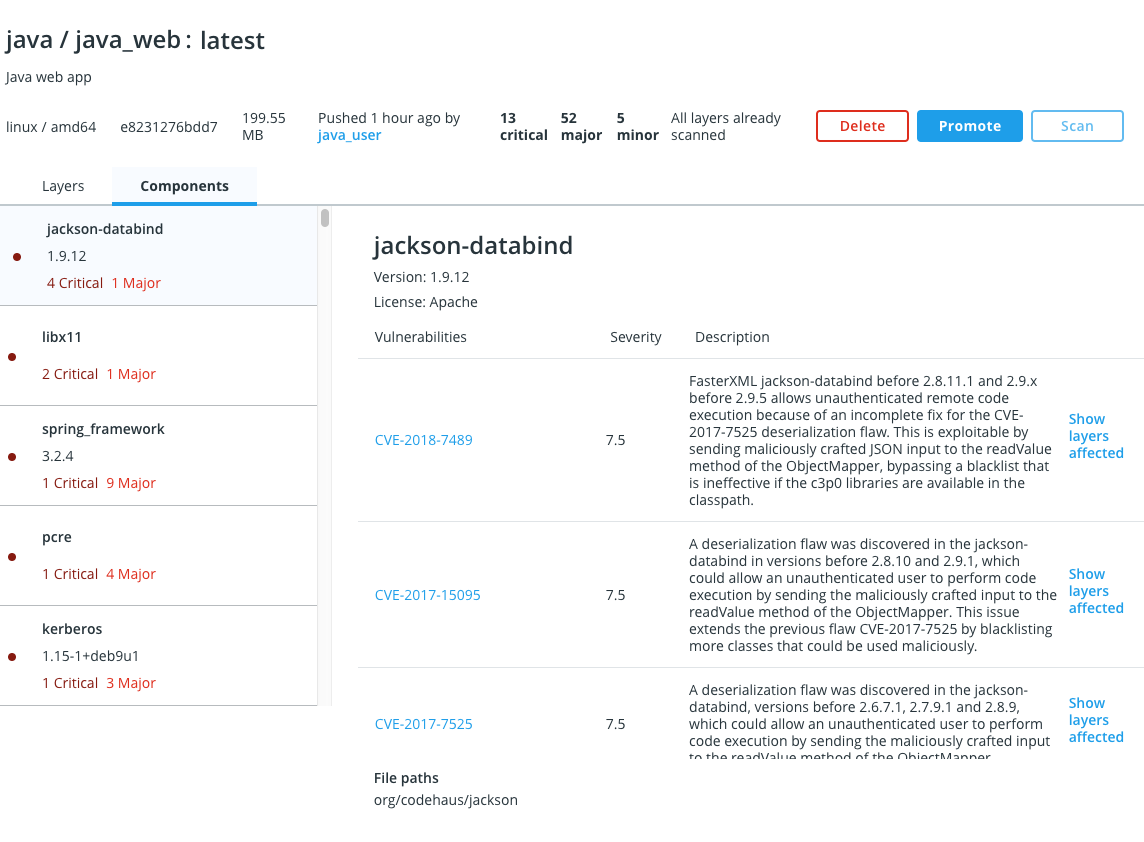 java / java_web : latest
Java web app
linux / amd64
e8231276bdd7
199.55
MB
Pushed 1 hour ago by
java_user
13
critical
52
major
5
minor
All layers already
scanned
Delete
Promote
Scan
Layers
Components
jackson-databind
1.9.12
4 Critical 1 Major
libx11
2 Critical 1 Major
spring_framework
3.2.4
1 Critical 9 Major
pcre
1 Critical 4 Major
kerberos
1.15-1+deb9u1
1 Critical 3 Major
jackson-databind
Version: 1.9.12
License: Apache
Vulnerabilities
Severity
Description
CVE-2018-7489
7.5
FasterXML jackson-databind before 2.8.11.1 and 2.9.x
before 2.9.5 allows unauthenticated remote code
execution because of an incomplete fix for the CVE-
2017-7525 deserialization flaw. This is exploitable by
sending maliciously crafted JSON input to the readValue
method of the ObjectMapper, bypassing a blacklist that
is ineffective if the c3p0 libraries are available in the
classpath.
Show
layers
affected
CVE-2017-15095
7.5
A deserialization flaw was discovered in the jackson-
databind in versions before 2.8.10 and 2.9.1, which
could allow an unauthenticated user to perform code
execution by sending the maliciously crafted input to the
readValue method of the ObjectMapper. This issue
extends the previous flaw CVE-2017-7525 by blacklisting
more classes that could be used maliciously.
Show
layers
affected
CVE-2017-7525
7.5
A deserialization flaw was discovered in the jackson-
databind, versions before 2.6.7.1, 2.7.9.1 and 2.8.9,
which could allow an unauthenticated user to perform
code execution by sending the maliciously crafted input
to the readValue method of the ObjectMapper
Show
layers
affected
File paths
org/codehaus/jackson